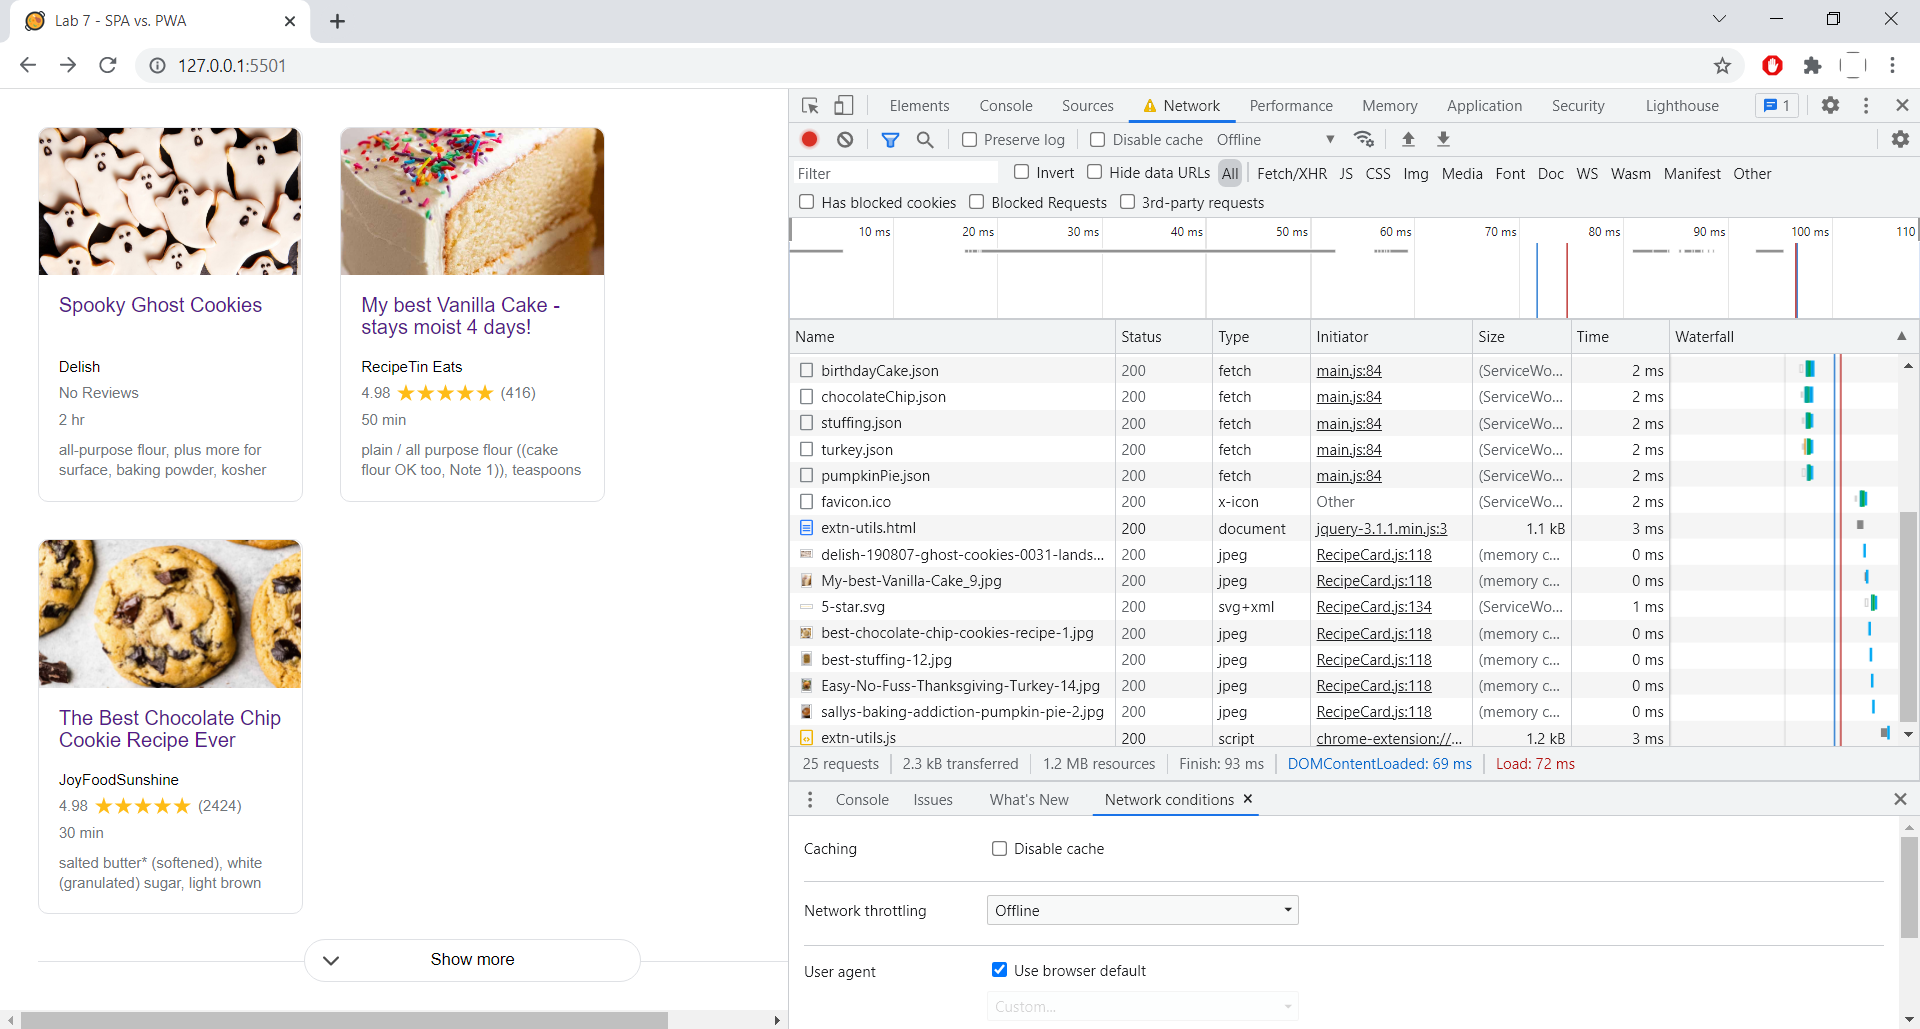 Lab 7 - SPA vs. PWA
127.0.0.1:5501
Spooky Ghost Cookies
Delish
No Reviews
2 hr
all-purpose flour, plus more for
surface, baking powder, kosher
My best Vanilla Cake -
stays moist 4 days!
RecipeTin Eats
4.98 (416)
50 min
plain / all purpose flour ((cake
flour OK too, Note 1)), teaspoons
The Best Chocolate Chip
Cookie Recipe Ever
JoyFoodSunshine
4.98 (2424)
30 min
salted butter* (softened), white
(granulated) sugar, light brown
Show more
Elements Console Sources Network Performance Memory Application Security Lighthouse 1
Preserve log Disable cache Offline
Filter Invert Hide data URLs All Fetch/XHR JS CSS Img Media Font Doc WS Wasm Manifest Other
Has blocked cookies Blocked Requests 3rd-party requests
10 ms 20 ms 30 ms 40 ms 50 ms 60 ms 70 ms 80 ms 90 ms 100 ms 110
Name Status Type Initiator Size Time Waterfall
birthdayCake.json 200 fetch main.js:84 (ServiceWo... 2 ms
chocolateChip.json 200 fetch main.js:84 (ServiceWo... 2 ms
stuffing.json 200 fetch main.js:84 (ServiceWo... 2 ms
turkey.json 200 fetch main.js:84 (ServiceWo... 2 ms
pumpkinPie.json 200 fetch main.js:84 (ServiceWo... 2 ms
favicon.ico 200 x-icon Other (ServiceWo... 2 ms
extn-utils.html 200 document jquery-3.1.1.min.js:3 1.1 kB 3 ms
delish-190807-ghost-cookies-0031-lands... 200 jpeg RecipeCard.js:118 (memory c... 0 ms
My-best-Vanilla-Cake_9.jpg 200 jpeg RecipeCard.js:118 (memory c... 0 ms
5-star.svg 200 svg+xml RecipeCard.js:134 (ServiceWo... 1 ms
best-chocolate-chip-cookies-recipe-1.jpg 200 jpeg RecipeCard.js:118 (memory c... 0 ms
best-stuffing-12.jpg 200 jpeg RecipeCard.js:118 (memory c... 0 ms
Easy-No-Fuss-Thanksgiving-Turkey-14.jpg 200 jpeg RecipeCard.js:118 (memory c... 0 ms
sallys-baking-addiction-pumpkin-pie-2.jpg 200 jpeg RecipeCard.js:118 (memory c... 0 ms
extn-utils.js 200 script chrome-extension://... 1.2 kB 3 ms
25 requests 2.3 kB transferred 1.2 MB resources Finish: 93 ms DOMContentLoaded: 69 ms Load: 72 ms
Console Issues What's New Network conditions
Caching Disable cache
Network throttling Offline
User agent Use browser default
Custom...